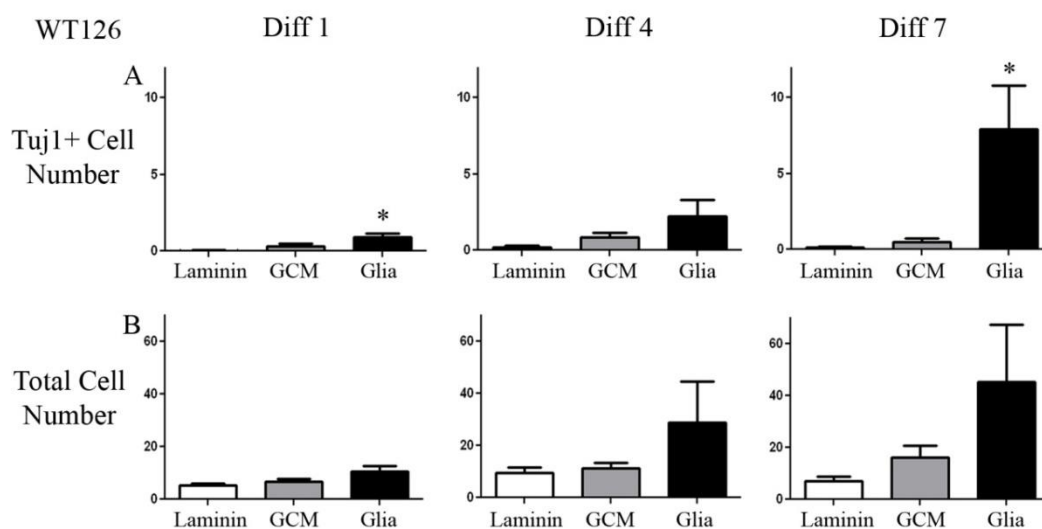 WT126 Diff 1 Diff 4 Diff 7
A
*
*
Tuj1+ Cell
Number
10
5
0
Laminin GCM Glia
10
5
0
Laminin GCM Glia
10
5
0
Laminin GCM Glia
B
Total Cell
Number
60
40
20
0
Laminin GCM Glia
60
40
20
0
Laminin GCM Glia
60
40
20
0
Laminin GCM Glia